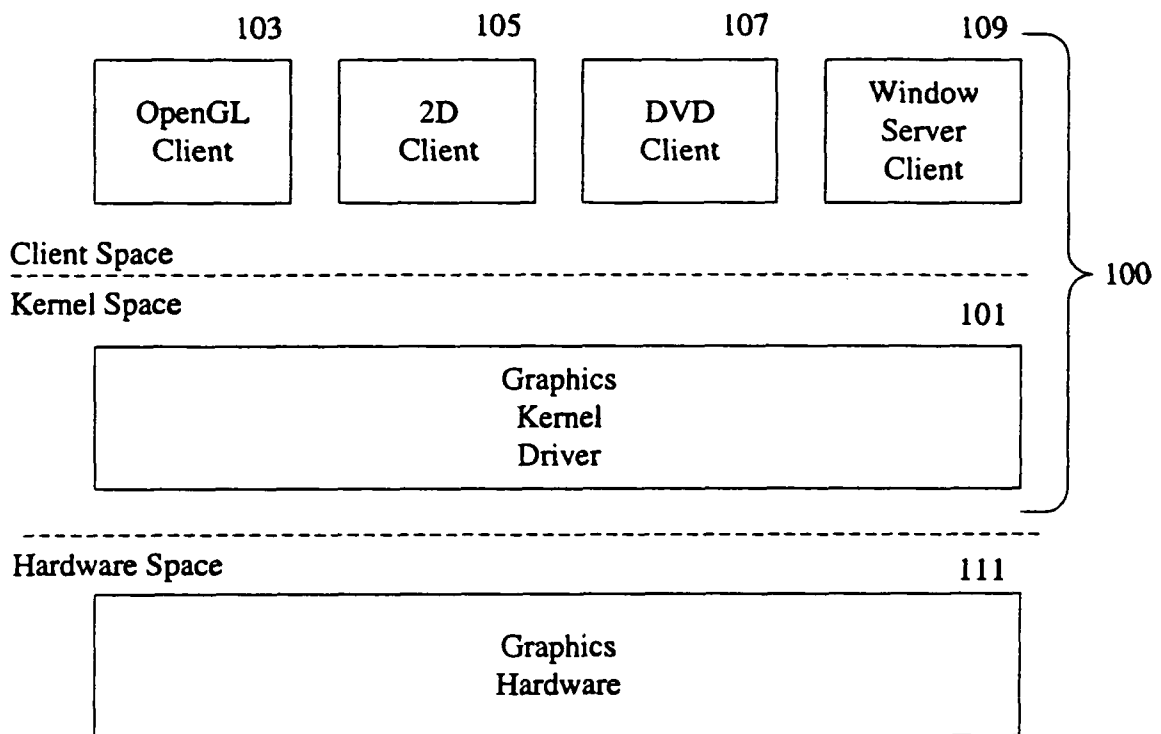 103 105 107 109
OpenGL
Client
2D
Client
DVD
Client
Window
Server
Client
Client Space
100
Kernel Space
101
Graphics
Kernel
Driver
Hardware Space
111
Graphics
Hardware